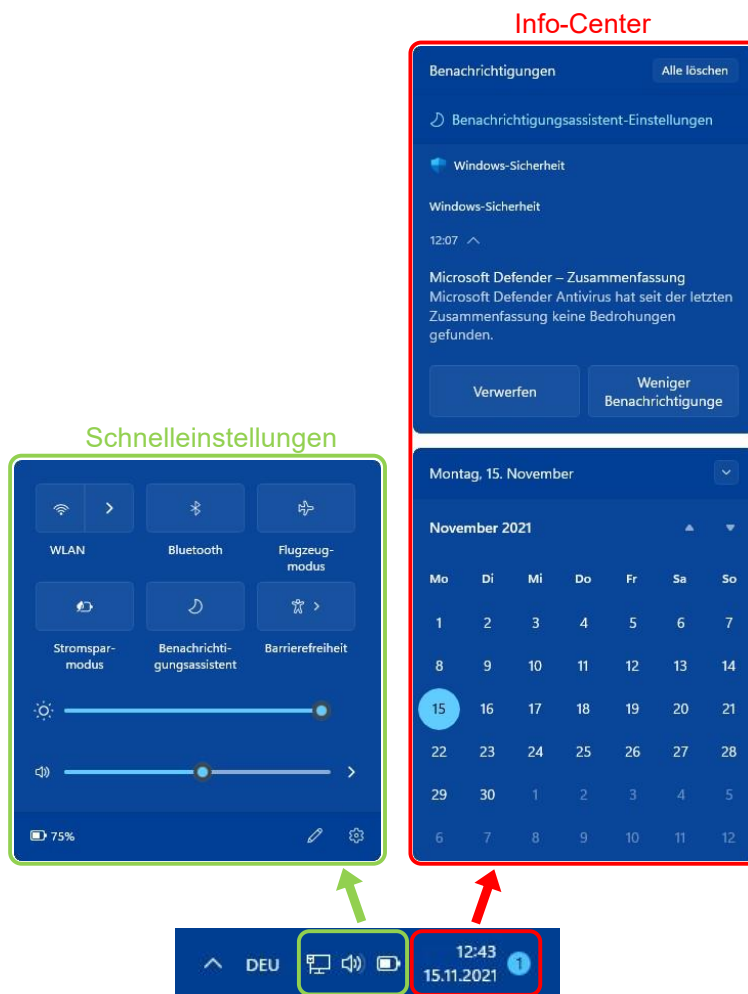 Info-Center
Benachrichtigungen Alle löschen
Benachrichtigungsassistent-Einstellungen
Windows-Sicherheit
Windows-Sicherheit
12:07
Microsoft Defender – Zusammenfassung
Microsoft Defender Antivirus hat seit der letzten
Zusammenfassung keine Bedrohungen
gefunden.
Verwerfen
Weniger
Benachrichtigunge
Schnelleinstellungen
WLAN
Bluetooth
Flugzeug-
modus
Stromspar-
modus
Benachrichti-
gungsassistent
Barrierefreiheit
75%
Montag, 15. November
November 2021
Mo Di Mi Do Fr Sa So
1 2 3 4 5 6 7
8 9 10 11 12 13 14
15 16 17 18 19 20 21
22 23 24 25 26 27 28
29 30 1 2 3 4 5
6 7 8 9 10 11 12
DEU
12:43
15.11.2021
1